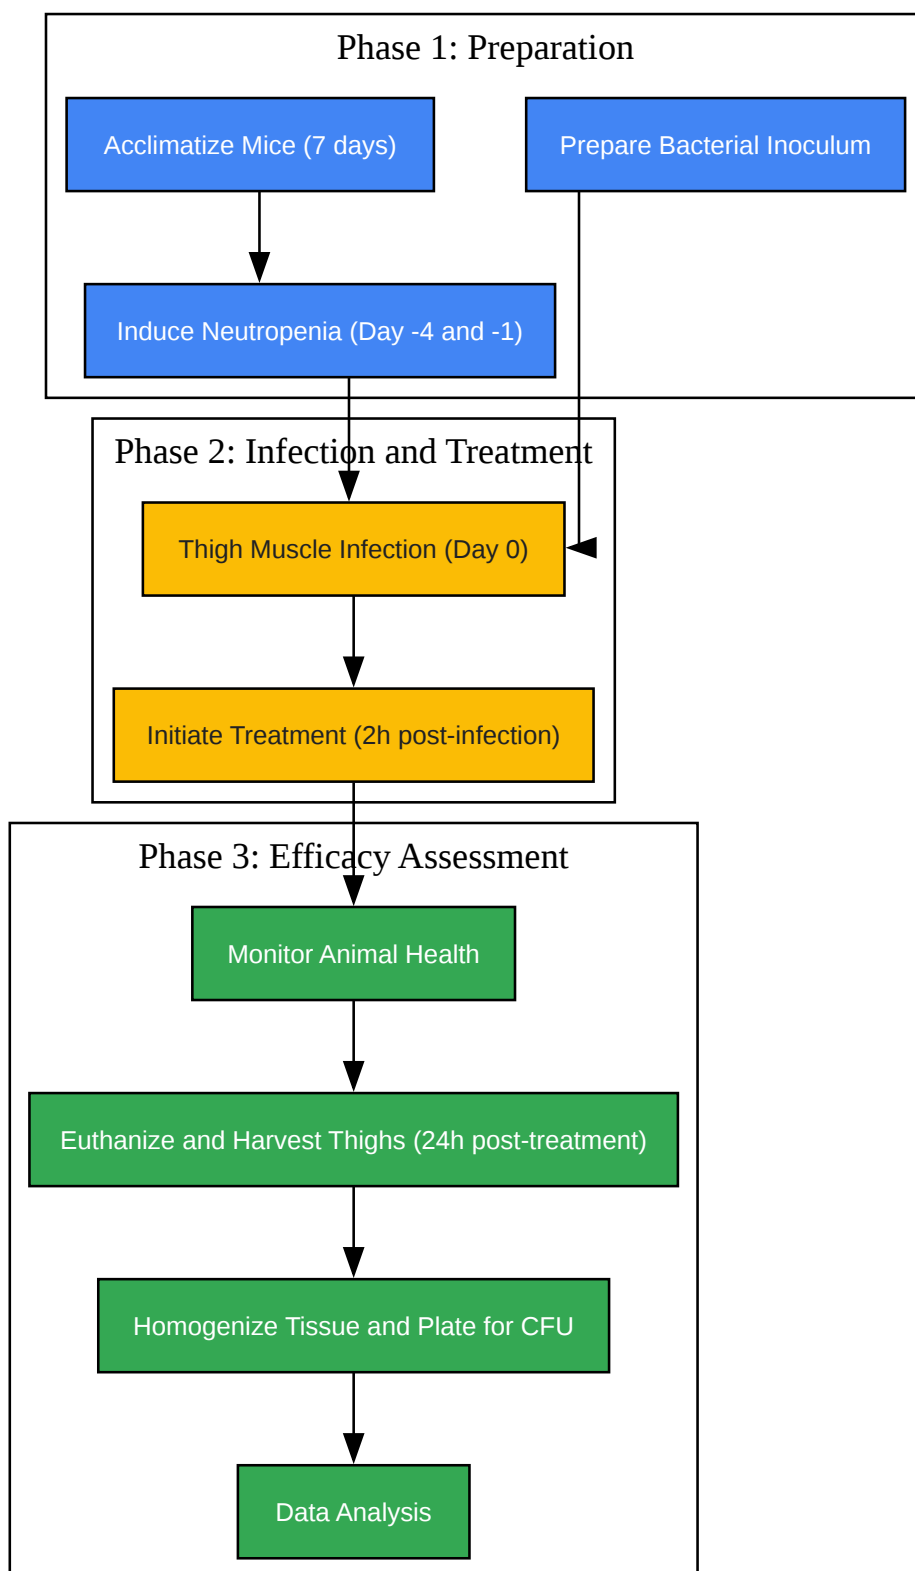 Phase 1: Preparation
Acclimatize Mice (7 days)
Prepare Bacterial Inoculum
Induce Neutropenia (Day -4 and -1)
Phase 2: Infection and Treatment
Thigh Muscle Infection (Day 0)
Initiate Treatment (2h post-infection)
Phase 3: Efficacy Assessment
Monitor Animal Health
Euthanize and Harvest Thighs (24h post-treatment)
Homogenize Tissue and Plate for CFU
Data Analysis